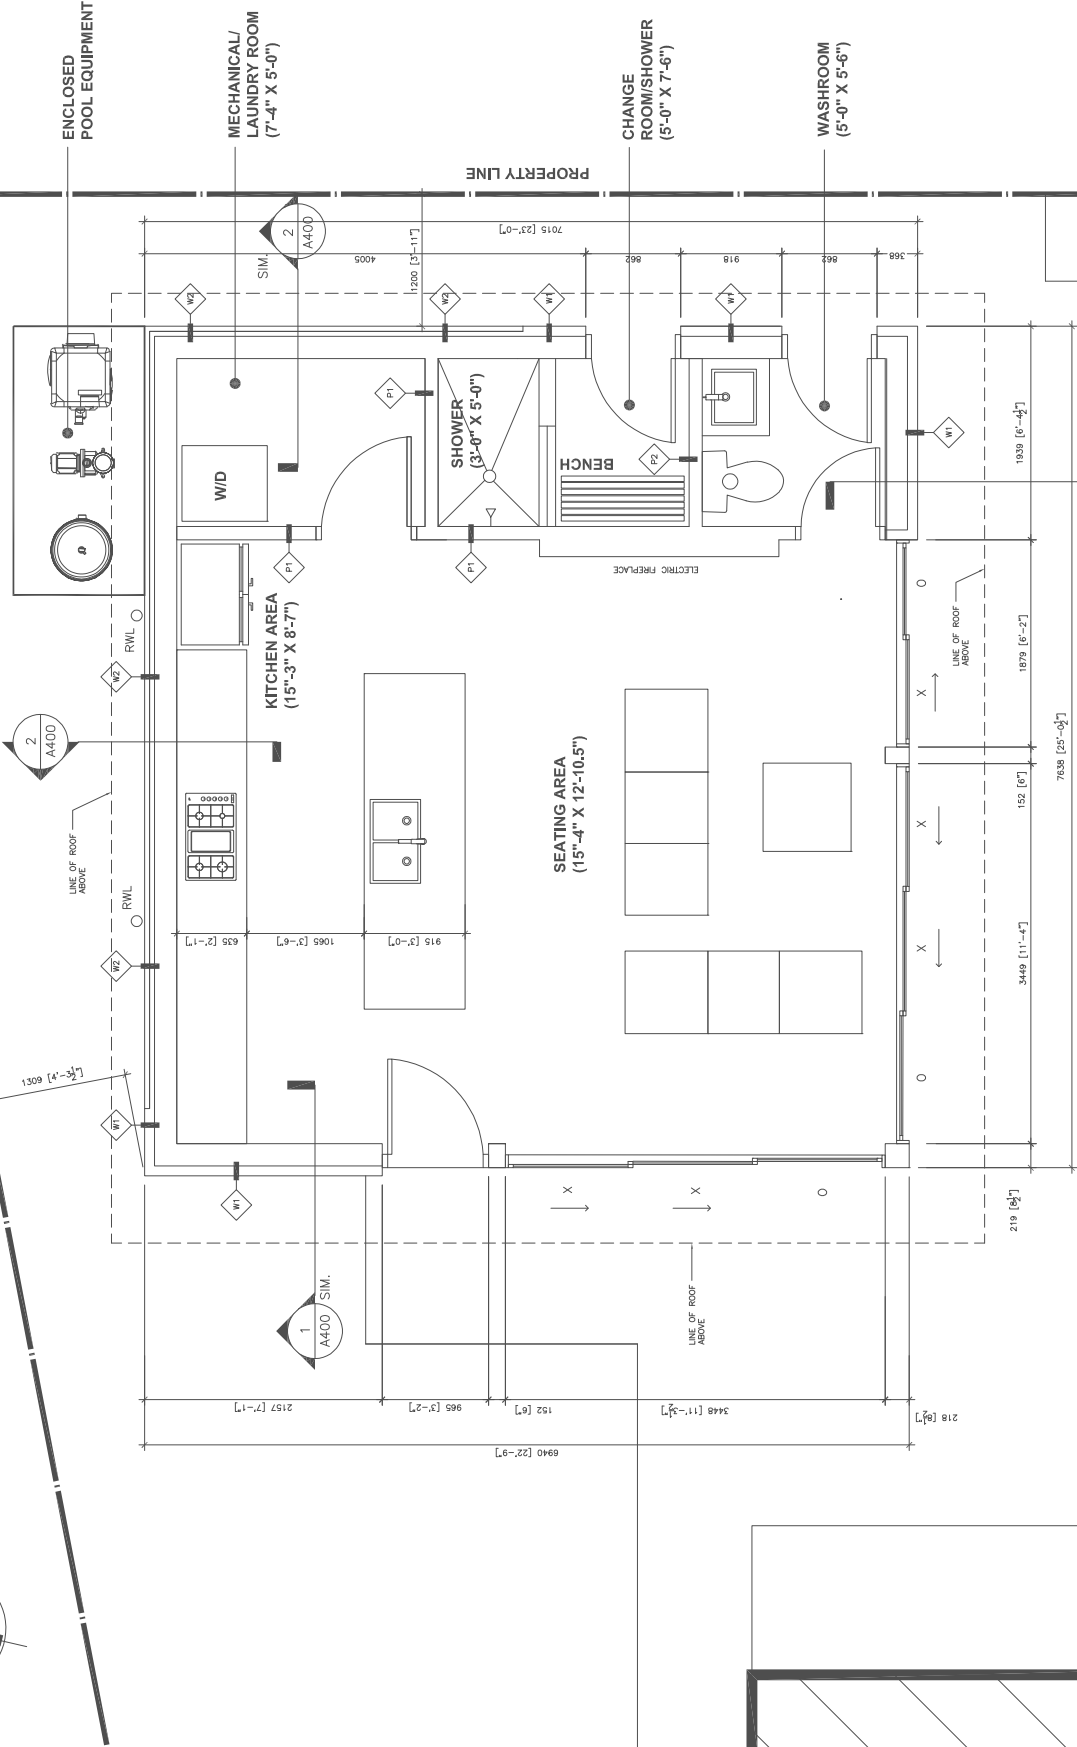 ENCLOSED
POOL EQUIPMENT
MECHANICAL/
LAUNDRY ROOM
(7'-4" X 5'-0")
CHANGE
ROOM/SHOWER
(5'-0" X 7'-6")
WASHROOM
(5'-0" X 5'-6")
PROPERTY LINE
7015 [23'-0"]
2
A400
SIM.
4005
1200 [3'-11"]
862
918
862
368
W2
W2
W1
W1
P1
SHOWER
(3'-0" X 5'-0")
W/D
BENCH
P2
W1
1939 [6'-4½"]
P1
P1
ELECTRIC FIREPLACE
KITCHEN AREA
(15"-3" X 8'-7")
RWL
W2
O
LINE OF ROOF
ABOVE
1879 [6'-2"]
X
2
A400
SEATING AREA
(15"-4" X 12'-10.5")
7638 [25'-0½"]
152 [6"]
X
LINE OF ROOF
ABOVE
RWL
635 [2'-1"]
1065 [3'-6"]
915 [3'-0"]
X
3449 [11'-4"]
W2
1309 [4'-3½"]
O
W1
W1
X
X
O
219 [8½"]
1
A400
SIM.
LINE OF ROOF
ABOVE
2157 [7'-1"]
965 [3'-2"]
152 [6"]
3448 [11'-3½"]
218 [8½"]
6940 [22'-9"]